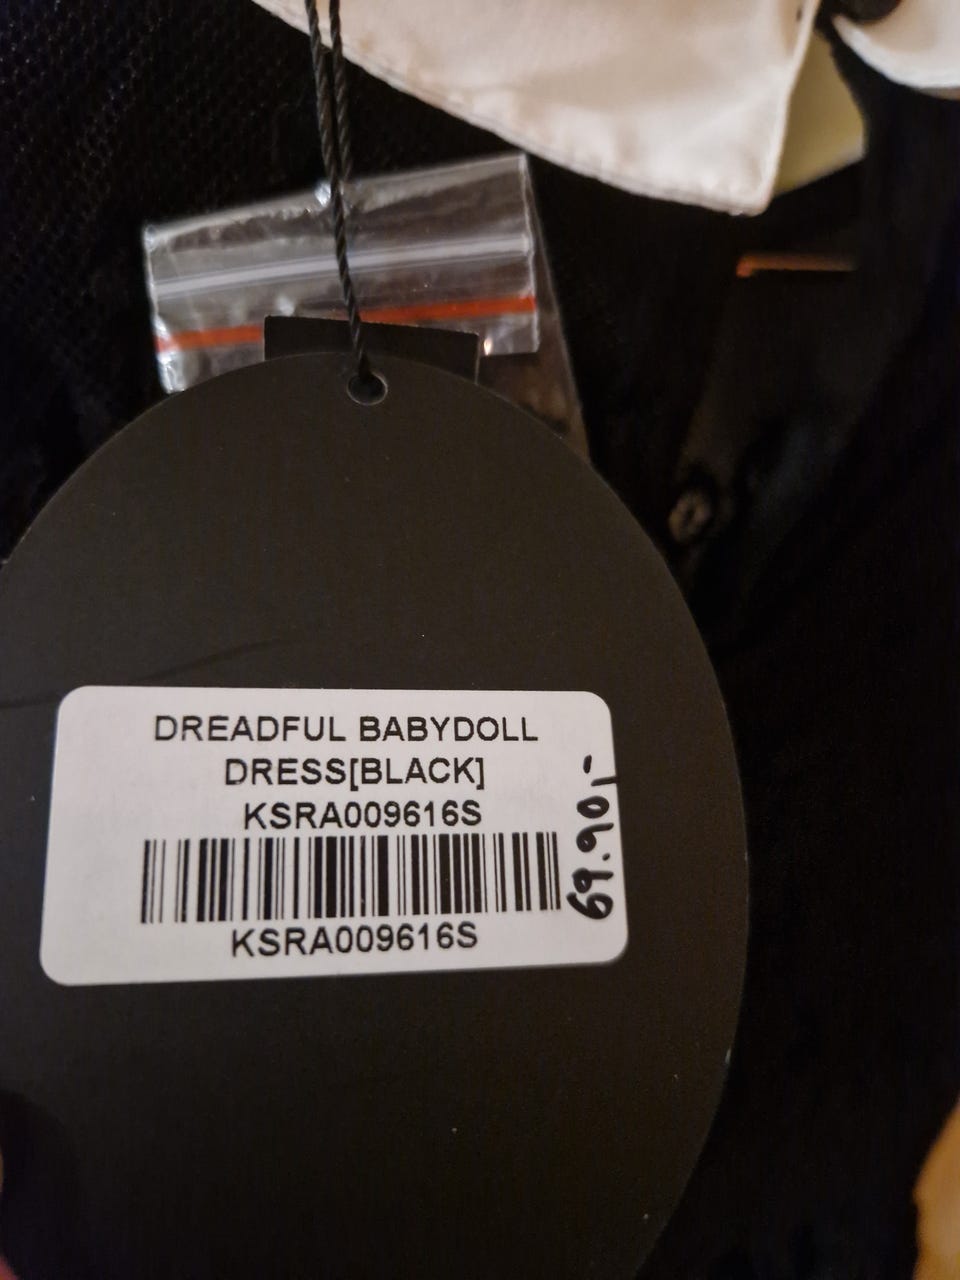 DREADFUL BABYDOLL
DRESS[BLACK]
KSRA009616S
KSRA009616S
69.90,-